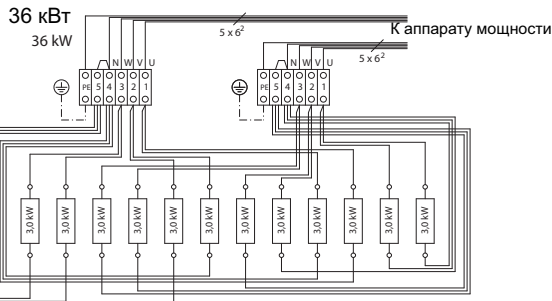 36 кВт
36 kW
5 x 6²
К аппарату мощности
5 x 6²
N W V U
PE 5 4 3 2 1
N W V U
PE 5 4 3 2 1
3,0 kW 3,0 kW 3,0 kW 3,0 kW 3,0 kW 3,0 kW 3,0 kW 3,0 kW 3,0 kW 3,0 kW 3,0 kW 3,0 kW